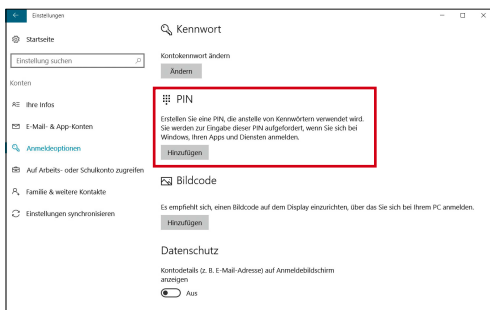 Einstellungen
Startseite
Einstellung suchen
Konten
Ihre Infos
E-Mail- & App-Konten
Anmeldeoptionen
Auf Arbeits- oder Schulkonto zugreifen
Familie & weitere Kontakte
Einstellungen synchronisieren
Kennwort
Kontokennwort ändern
Ändern
PIN
Erstellen Sie eine PIN, die anstelle von Kennwörtern verwendet wird.
Sie werden zur Eingabe dieser PIN aufgefordert, wenn Sie sich bei
Windows, Ihren Apps und Diensten anmelden.
Hinzufügen
Bildcode
Es empfiehlt sich, einen Bildcode auf dem Display einzurichten, über das Sie sich bei Ihrem PC anmelden.
Hinzufügen
Datenschutz
Kontodetails (z. B. E-Mail-Adresse) auf Anmeldebildschirm
anzeigen
Aus